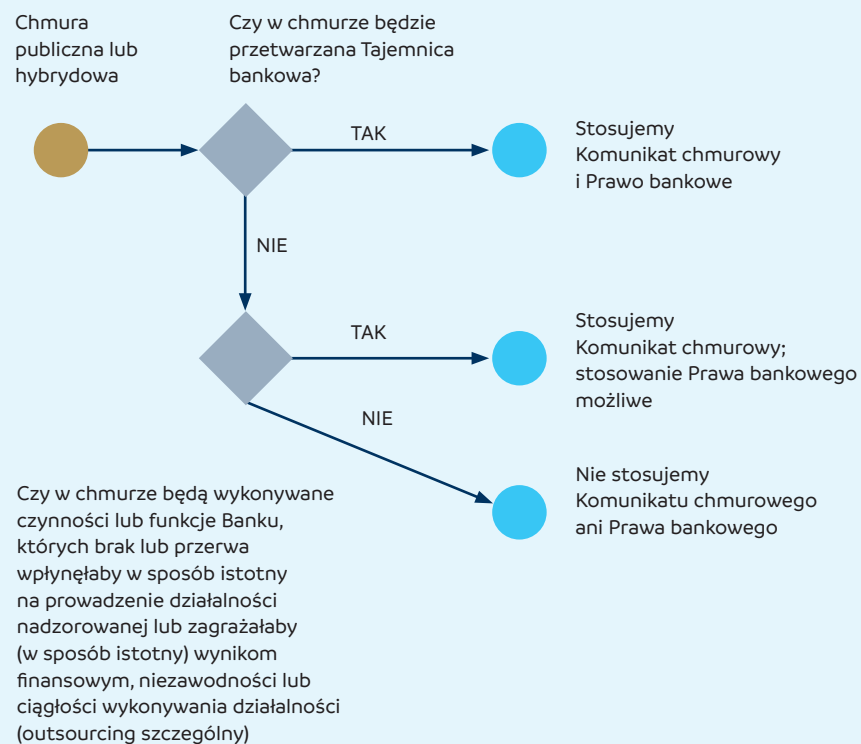 Chmura
publiczna lub
hybrydowa
Czy w chmurze będzie
przetwarzana Tajemnica
bankowa?
TAK
Stosujemy
Komunikat chmurowy
i Prawo bankowe
NIE
TAK
Stosujemy
Komunikat chmurowy;
stosowanie Prawa bankowego
możliwe
NIE
Nie stosujemy
Komunikatu chmurowego
ani Prawa bankowego
Czy w chmurze będą wykonywane
czynności lub funkcje Banku,
których brak lub przerwa
wpłynęłaby w sposób istotny
na prowadzenie działalności
nadzorowanej lub zagrażałaby
(w sposób istotny) wynikom
finansowym, niezawodności lub
ciągłości wykonywania działalności
(outsourcing szczególny)